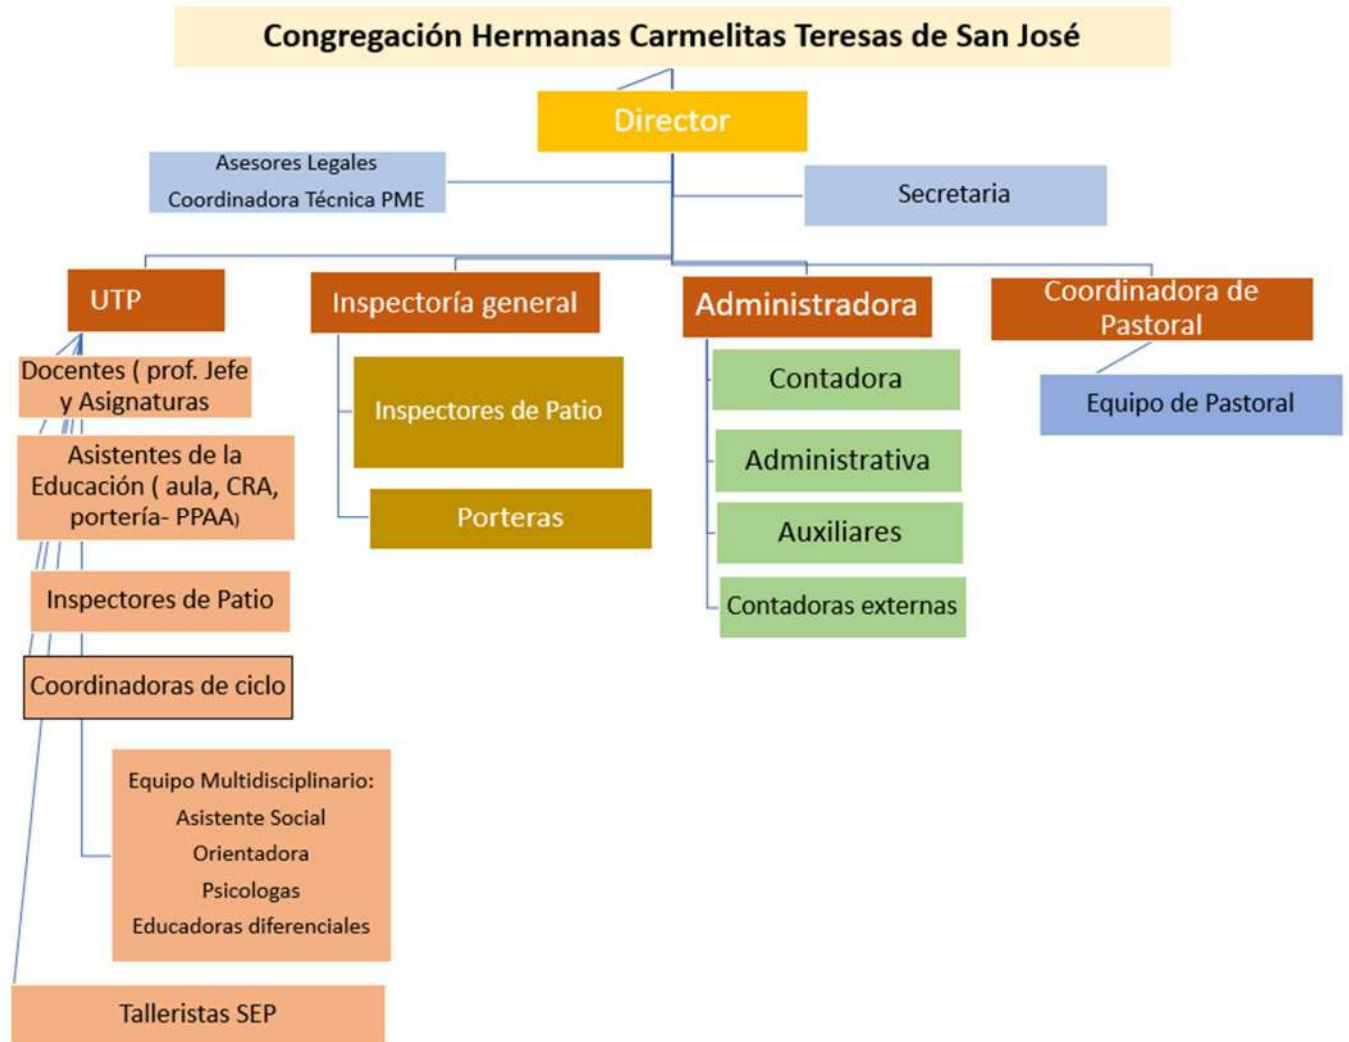 Congregación Hermanas Carmelitas Teresas de San José
Director
Asesores Legales
Coordinadora Técnica PME
Secretaria
UTP
Inspectoría general
Administradora
Coordinadora de
Pastoral
Docentes ( prof. Jefe
y Asignaturas
Asistentes de la
Educación ( aula, CRA,
portería- PPAA)
Inspectores de Patio
Coordinadoras de ciclo
Equipo Multidisciplinario:
Asistente Social
Orientadora
Psicologas
Educadoras diferenciales
Talleristas SEP
Inspectores de Patio
Porteras
Contadora
Administrativa
Auxiliares
Contadoras externas
Equipo de Pastoral